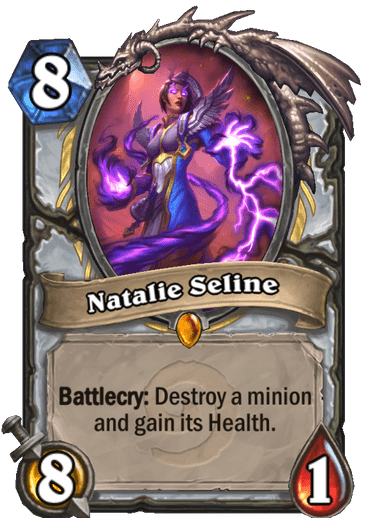 8
Natalie Seline
Battlecry: Destroy a minion
and gain its Health.
8
1